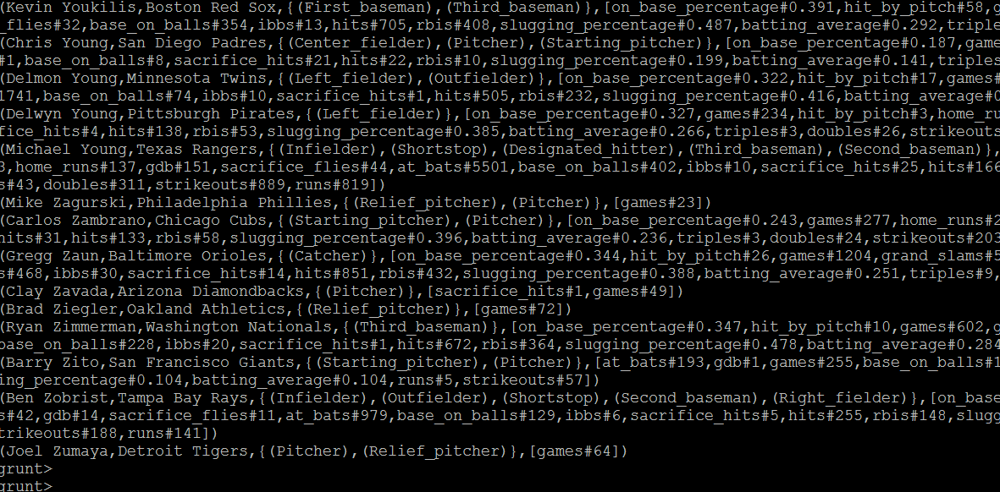 (Kevin Youkilis,Boston Red Sox,{(First_baseman),(Third_baseman)},[on_base_percentage#0.391,hit_by_pitch#58,g
_flies#32,base_on_balls#354,ibbs#13,hits#705,rbis#408,slugging_percentage#0.487,batting_average#0.292,triple
(Chris Young,San Diego Padres,{(Center_fielder),(Pitcher),(Starting_pitcher)},[on_base_percentage#0.187,game
#1,base_on_balls#8,sacrifice_hits#21,hits#22,rbis#10,slugging_percentage#0.199,batting_average#0.141,triples
(Delmon Young,Minnesota Twins,{(Left_fielder),(Outfielder)},[on_base_percentage#0.322,hit_by_pitch#17,games#
1741,base_on_balls#74,ibbs#10,sacrifice_hits#1,hits#505,rbis#232,slugging_percentage#0.416,batting_average#0
(Delwyn Young,Pittsburgh Pirates,{(Left_fielder)},[on_base_percentage#0.327,games#234,hit_by_pitch#3,home_ru
fice_hits#4,hits#138,rbis#53,slugging_percentage#0.385,batting_average#0.266,triples#3,doubles#26,strikeouts
(Michael Young,Texas Rangers,{(Infielder),(Shortstop),(Designated_hitter),(Third_baseman),(Second_baseman)},
3,home_runs#137,gdb#151,sacrifice_flies#44,at_bats#5501,base_on_balls#402,ibbs#10,sacrifice_hits#25,hits#166
s#43,doubles#311,strikeouts#889,runs#819])
(Mike Zagurski,Philadelphia Phillies,{(Relief_pitcher),(Pitcher)},[games#23])
(Carlos Zambrano,Chicago Cubs,{(Starting_pitcher),(Pitcher)},[on_base_percentage#0.243,games#277,home_runs#2
hits#31,hits#133,rbis#58,slugging_percentage#0.396,batting_average#0.236,triples#3,doubles#24,strikeouts#203
(Gregg Zaun,Baltimore Orioles,{(Catcher)},[on_base_percentage#0.344,hit_by_pitch#26,games#1204,grand_slams#5
s#468,ibbs#30,sacrifice_hits#14,hits#851,rbis#432,slugging_percentage#0.388,batting_average#0.251,triples#9,
(Clay Zavada,Arizona Diamondbacks,{(Pitcher)},[sacrifice_hits#1,games#49])
(Brad Ziegler,Oakland Athletics,{(Relief_pitcher)},[games#72])
(Ryan Zimmerman,Washington Nationals,{(Third_baseman)},[on_base_percentage#0.347,hit_by_pitch#10,games#602,g
base_on_balls#228,ibbs#20,sacrifice_hits#1,hits#672,rbis#364,slugging_percentage#0.478,batting_average#0.284
(Barry Zito,San Francisco Giants,{(Starting_pitcher),(Pitcher)},[at_bats#193,gdb#1,games#255,base_on_balls#1
ing_percentage#0.104,batting_average#0.104,runs#5,strikeouts#57])
(Ben Zobrist,Tampa Bay Rays,{(Infielder),(Outfielder),(Shortstop),(Second_baseman),(Right_fielder)},[on_base
s#42,gdb#14,sacrifice_flies#11,at_bats#979,base_on_balls#129,ibbs#6,sacrifice_hits#5,hits#255,rbis#148,slugg
trikeouts#188,runs#141])
(Joel Zumaya,Detroit Tigers,{(Pitcher),(Relief_pitcher)},[games#64])
grunt>
grunt>